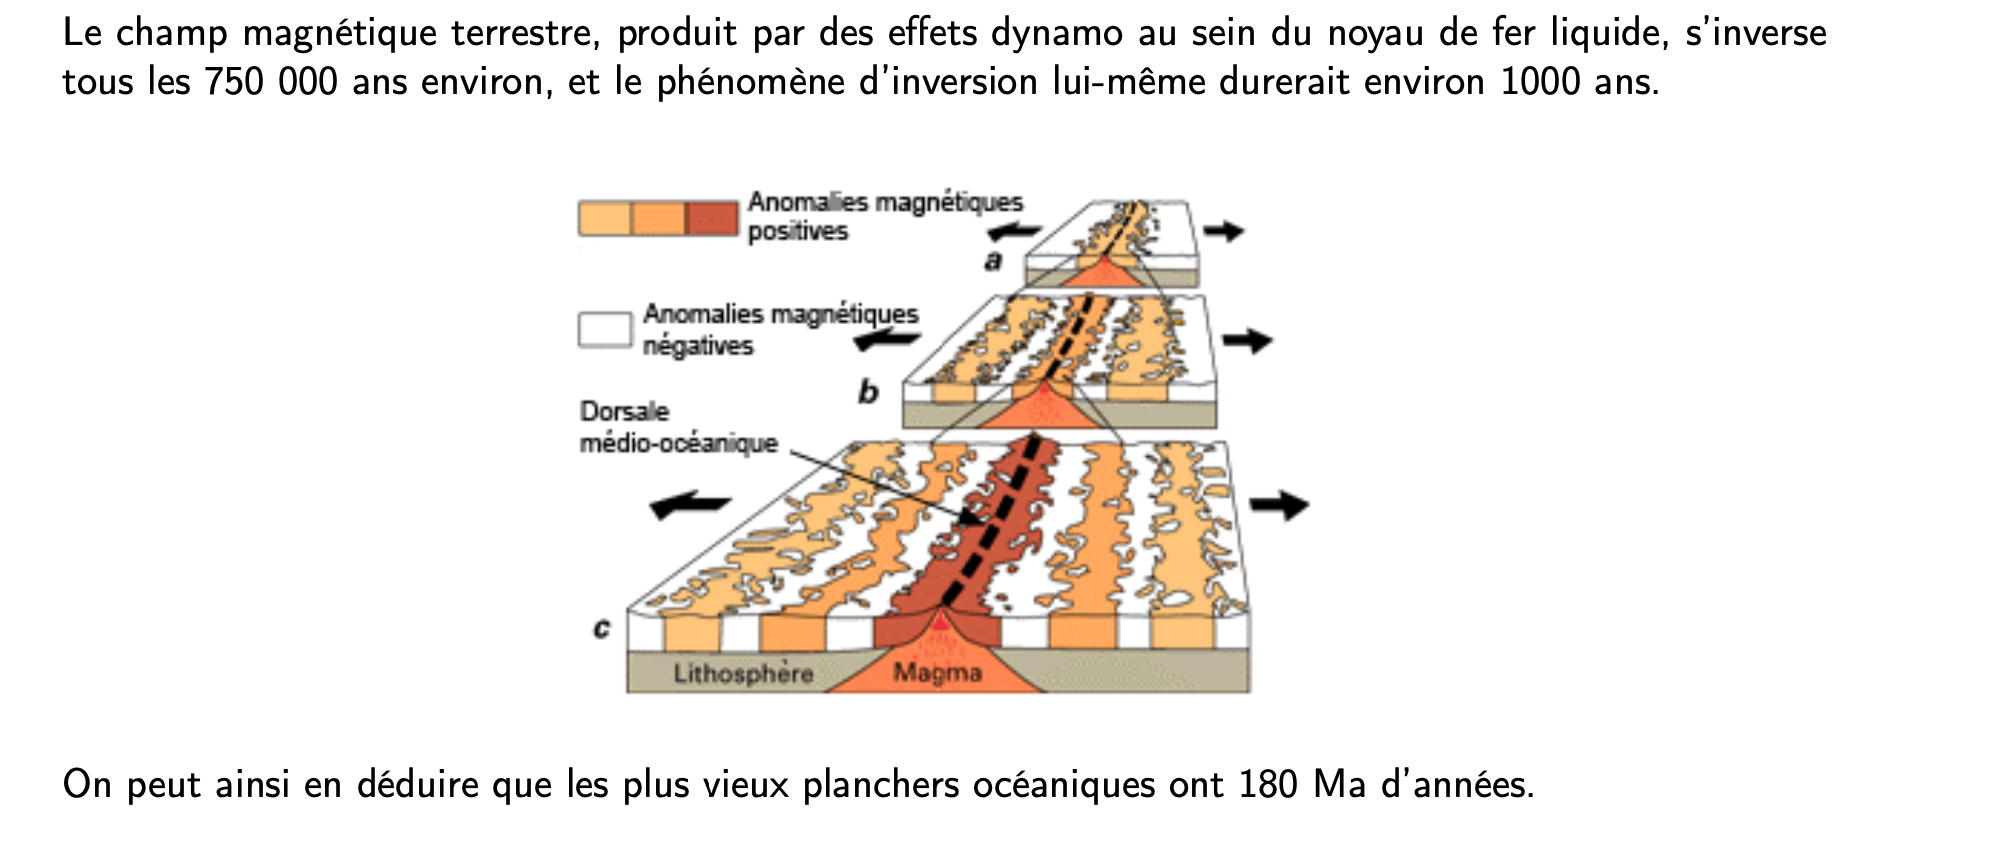 Le champ magnétique terrestre, produit par des effets dynamo au sein du noyau de fer liquide, s'inverse
tous les 750 000 ans environ, et le phénomène d'inversion lui-même durerait environ 1000 ans.
Anomalies magnétiques
positives
a
Anomalies magnétiques
négatives
b
Dorsale
médio-océanique
c
Lithosphère
Magma
On peut ainsi en déduire que les plus vieux planchers océaniques ont 180 Ma d'années.